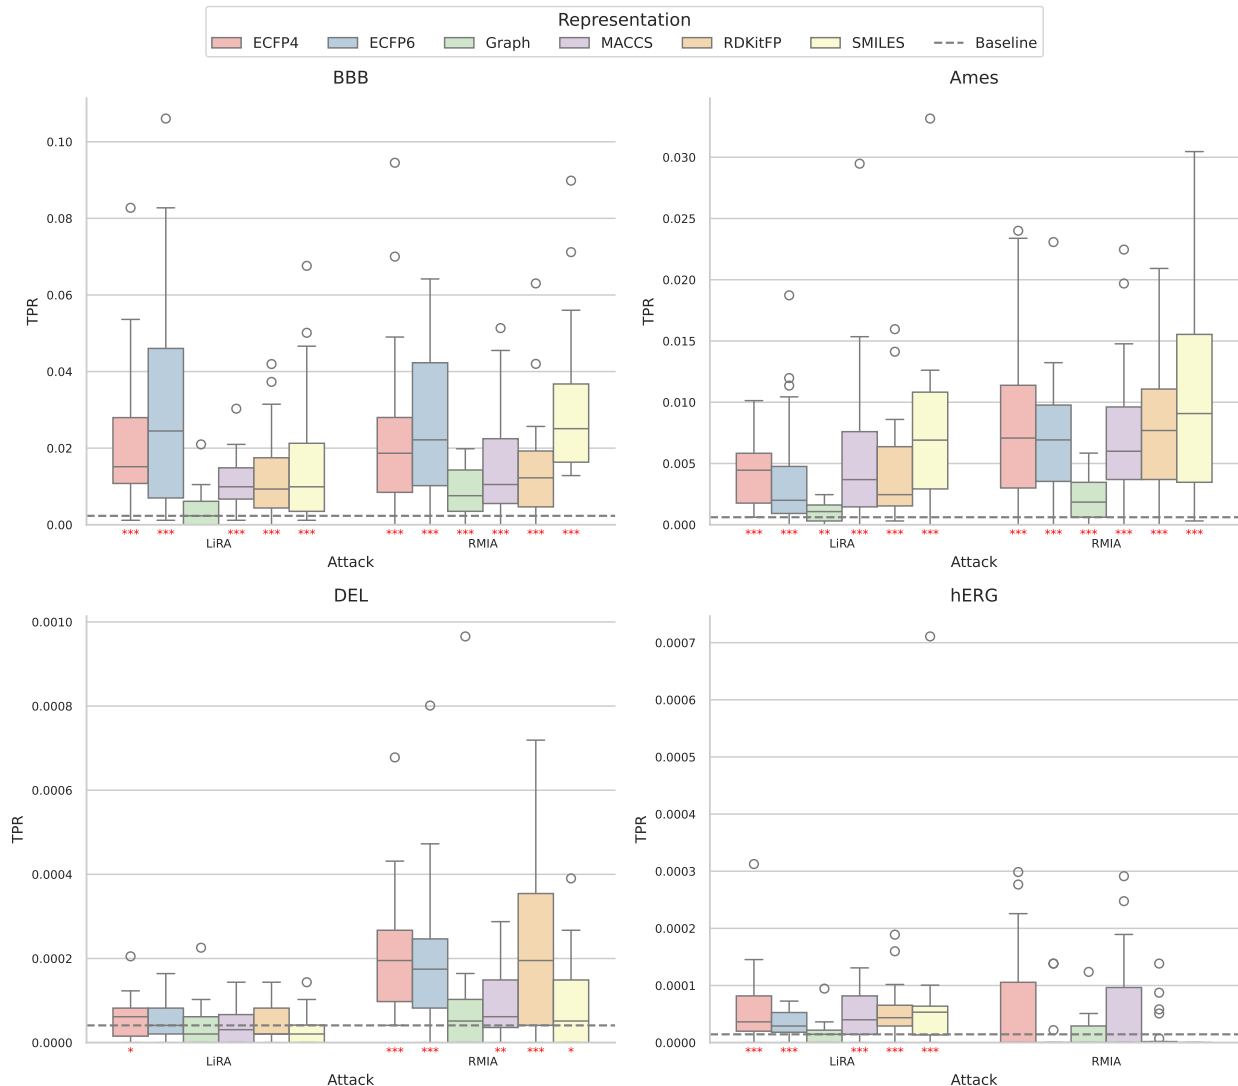 Representation
ECFP4 ECFP6 Graph MACCS RDKitFP SMILES Baseline
BBB
TPR
0.10
0.08
0.06
0.04
0.02
0.00
*** *** *** *** *** *** *** *** *** *** ***
LiRA RMIA
Attack
Ames
TPR
0.030
0.025
0.020
0.015
0.010
0.005
0.000
*** *** ** *** *** *** *** *** *** *** *** ***
LiRA RMIA
Attack
DEL
TPR
0.0010
0.0008
0.0006
0.0004
0.0002
0.0000
* *** *** ** *** *
LiRA RMIA
Attack
hERG
TPR
0.0007
0.0006
0.0005
0.0004
0.0003
0.0002
0.0001
0.0000
*** *** *** *** ***
LiRA RMIA
Attack